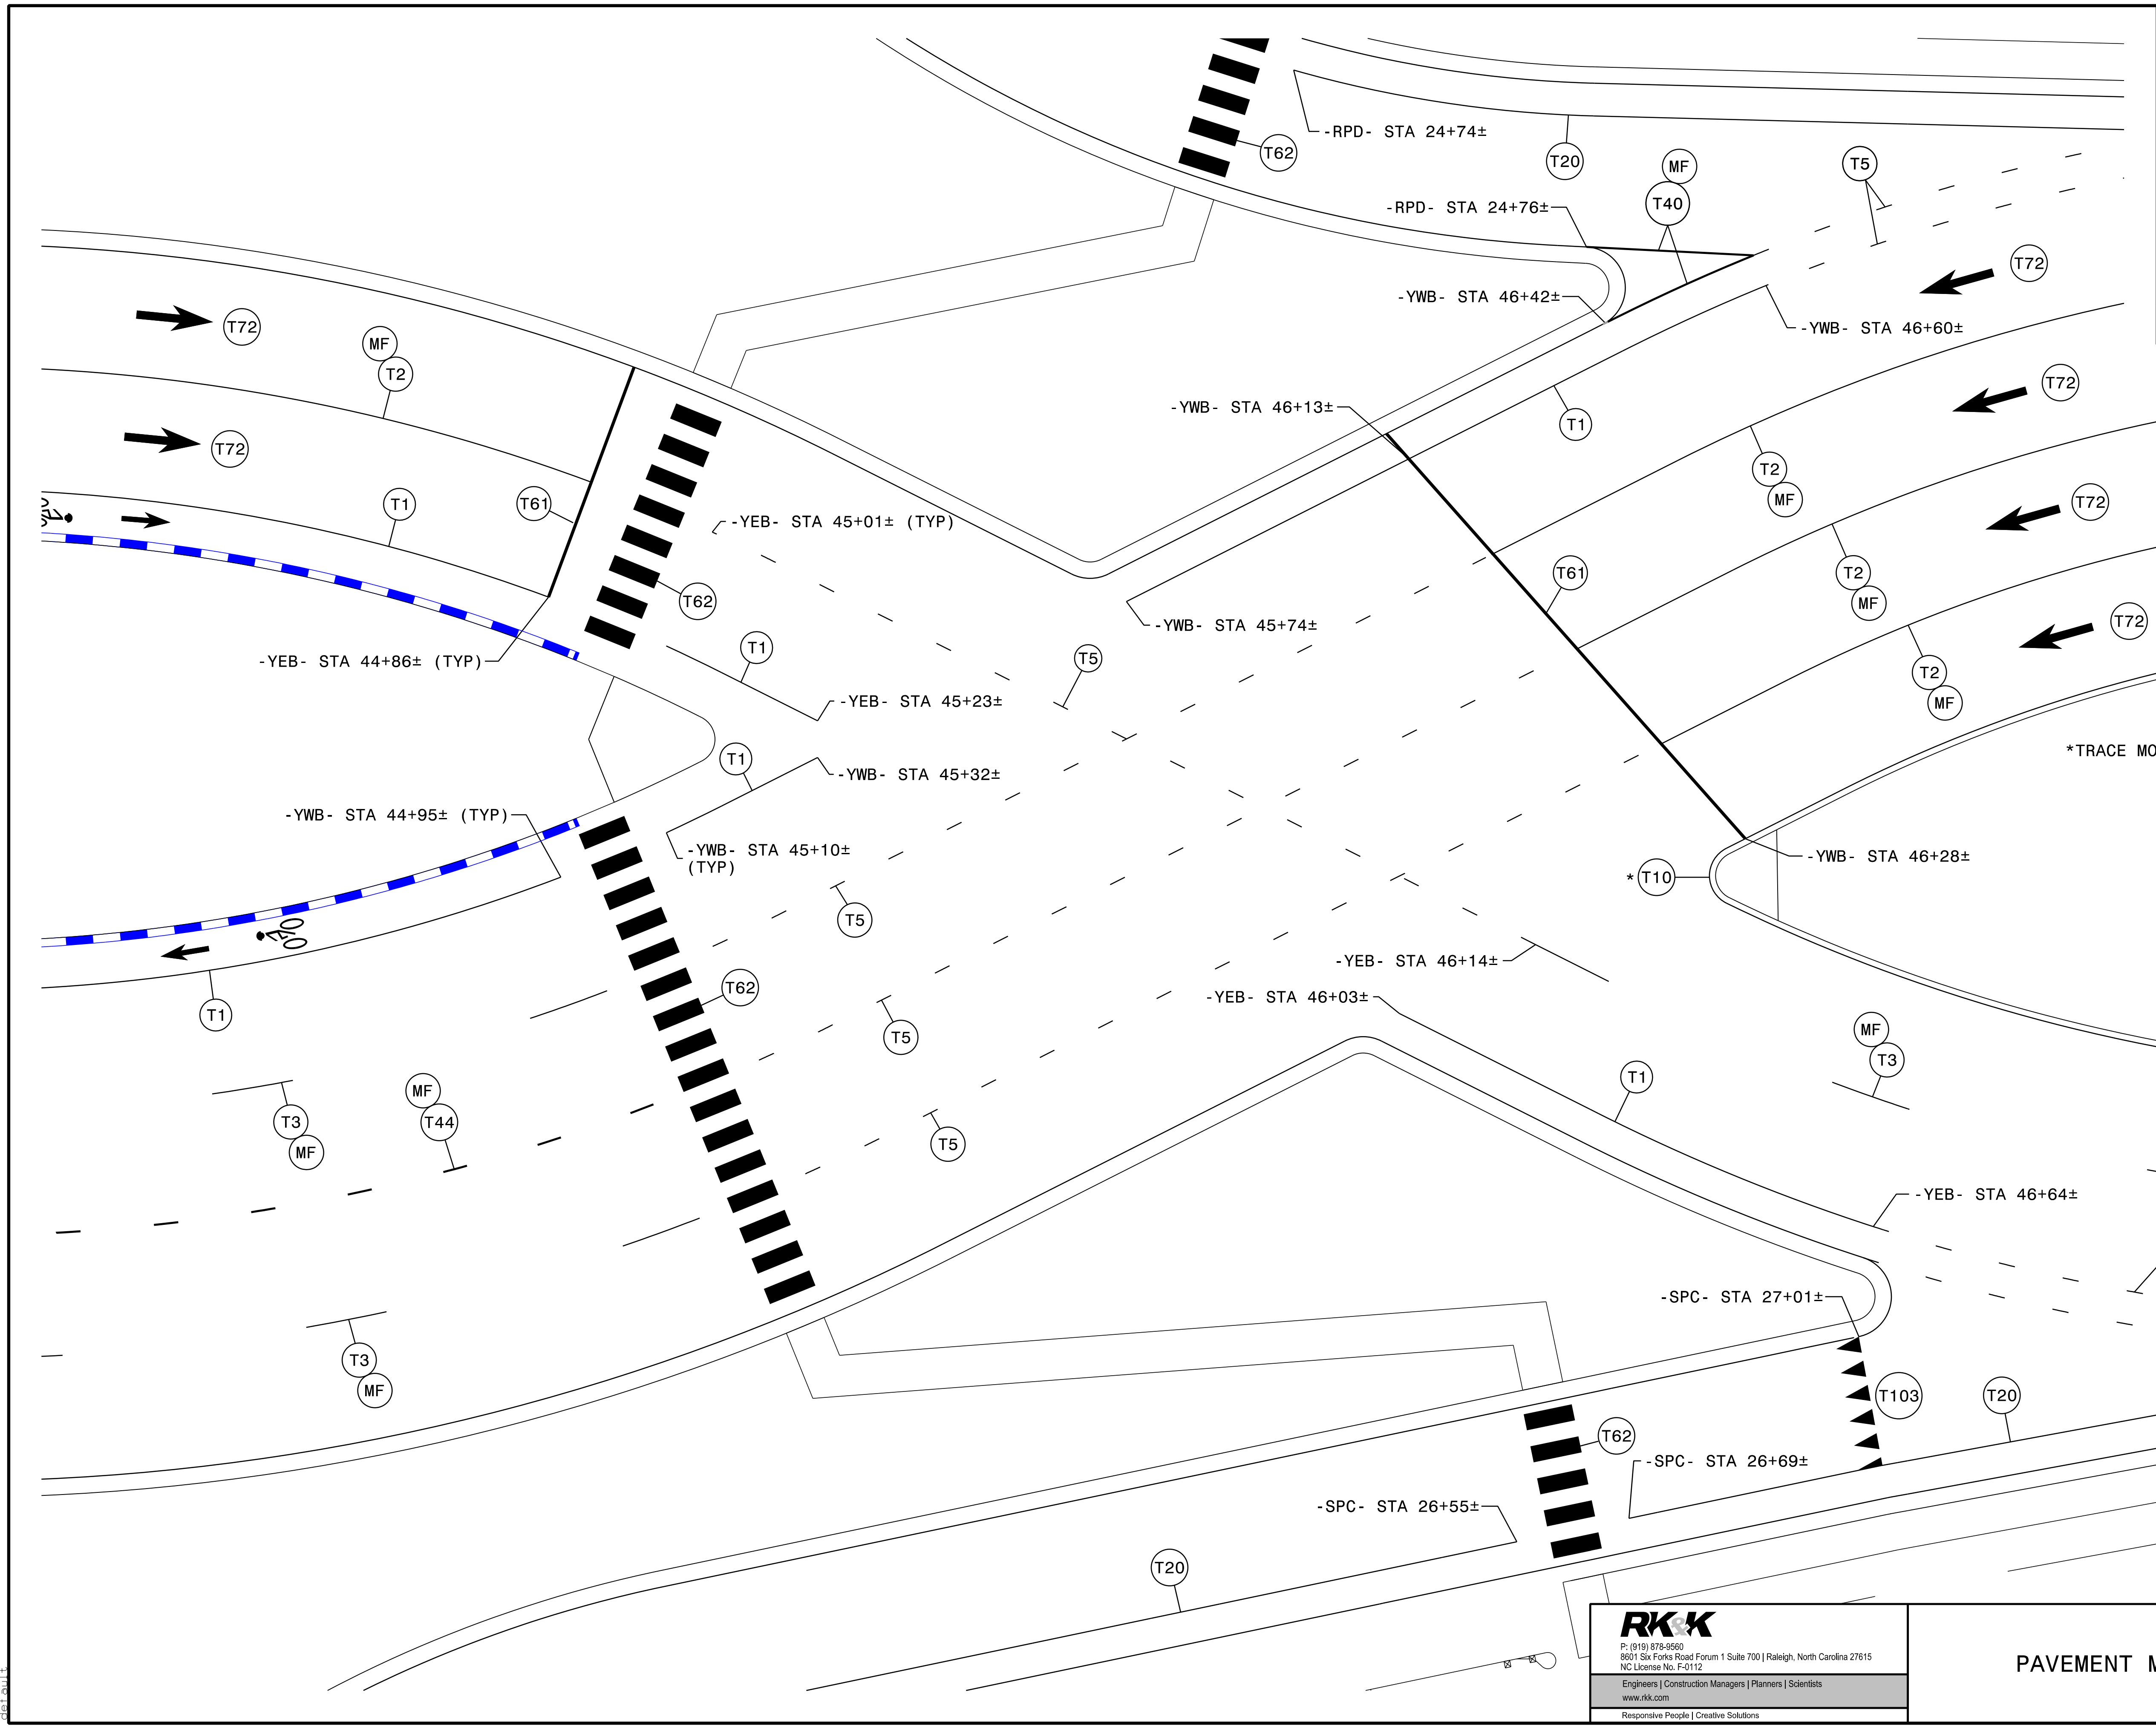 -RPD- STA 24+74±
T62
T20
MF
T40
T5
-RPD- STA 24+76±
T72
-YWB- STA 46+42±
-YWB- STA 46+60±
T72
MF
T2
T72
T72
-YWB- STA 46+13±
T1
T2
MF
T61
T1
T72
-YEB- STA 45+01± (TYP)
T61
T2
MF
T62
-YWB- STA 45+74±
T72
-YEB- STA 44+86± (TYP)
T1
T5
T2
MF
-YEB- STA 45+23±
*TRACE MO
T1
-YWB- STA 45+32±
-YWB- STA 44+95± (TYP)
-YWB- STA 45+10±
(TYP)
-YWB- STA 46+28±
* T10
T5
-YEB- STA 46+14±
T62
-YEB- STA 46+03±
T1
T5
MF
T3
T1
MF
T44
T3
MF
T5
-YEB- STA 46+64±
-SPC- STA 27+01±
T3
MF
T103
T20
T62
-SPC- STA 26+69±
-SPC- STA 26+55±
T20
RK&K
P: (919) 878-9560
8601 Six Forks Road Forum 1 Suite 700 | Raleigh, North Carolina 27615
NC License No. F-0112
Engineers | Construction Managers | Planners | Scientists
www.rkk.com
Responsive People | Creative Solutions
PAVEMENT M
default